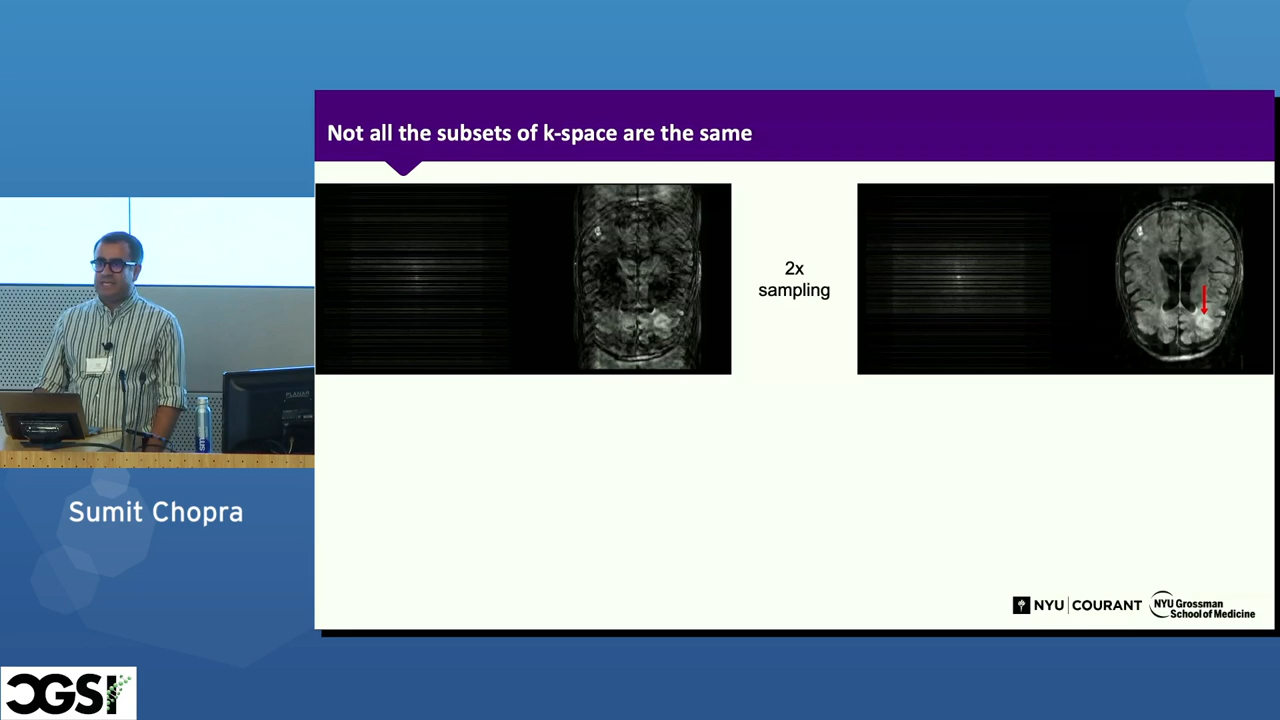 Not all the subsets of k-space are the same
2x
sampling
PLANAR
Sumit Chopra
NYU COURANT
NYU Grossman
School of Medicine
CGSI